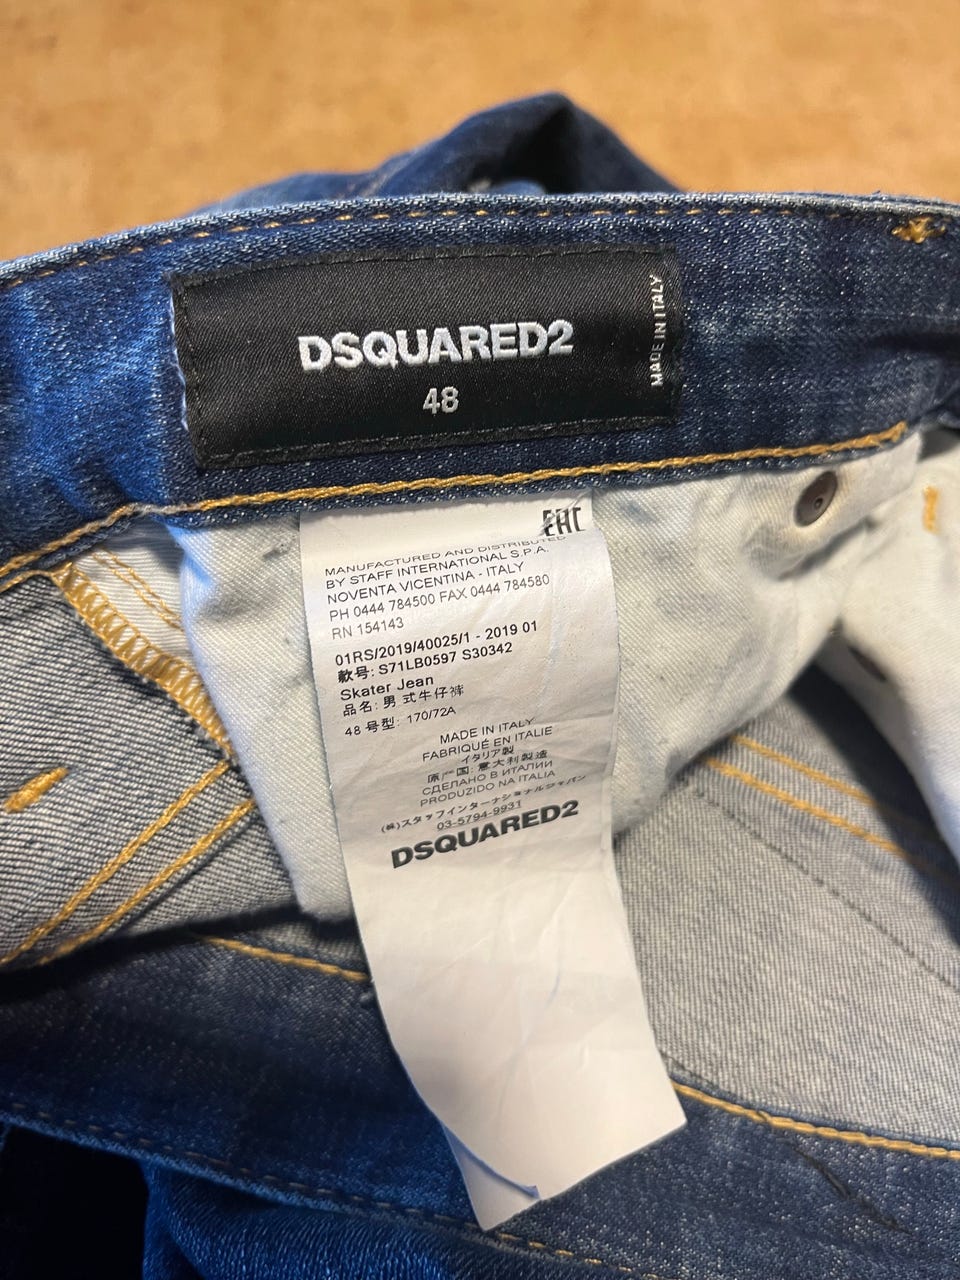 DSQUARED2
48
MADE IN ITALY
EAC
MANUFACTURED AND DISTRIBUTED
BY STAFF INTERNATIONAL S.P.A.
NOVENTA VICENTINA - ITALY
PH 0444 784500 FAX 0444 784580
RN 154143
01RS/2019/40025/1 - 2019 01
款号: S71LB0597 S30342
Skater Jean
品名: 男 式牛仔裤
48 号型: 170/72A
MADE IN ITALY
FABRIQUÉ EN ITALIE
イタリア製
原产国: 意大利製造
СДЕЛАНО В ИТАЛИИ
PRODUZIDO NA ITALIA
(株)スタッフインターナショナルジャパン
03-5794-9931
DSQUARED2